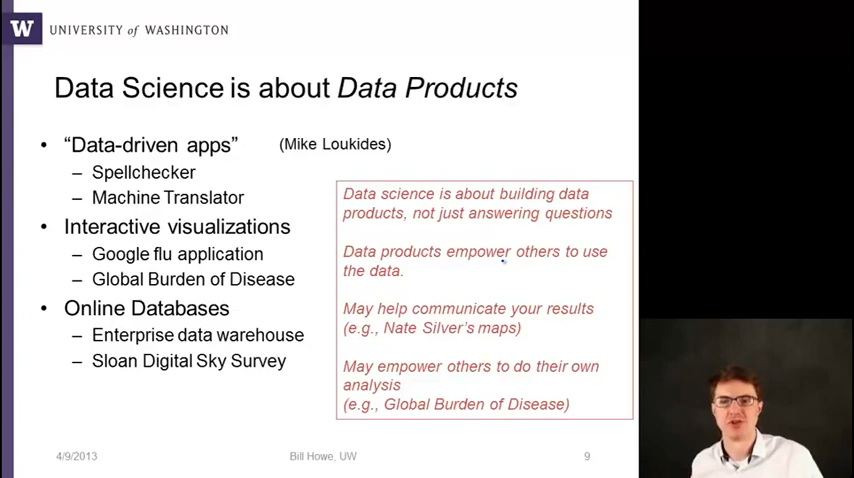 W UNIVERSITY of WASHINGTON
Data Science is about Data Products
• “Data-driven apps” (Mike Loukides)
– Spellchecker
– Machine Translator
• Interactive visualizations
– Google flu application
– Global Burden of Disease
• Online Databases
– Enterprise data warehouse
– Sloan Digital Sky Survey
Data science is about building data
products, not just answering questions
Data products empower others to use
the data.
May help communicate your results
(e.g., Nate Silver’s maps)
May empower others to do their own
analysis
(e.g., Global Burden of Disease)
4/9/2013 Bill Howe, UW 9